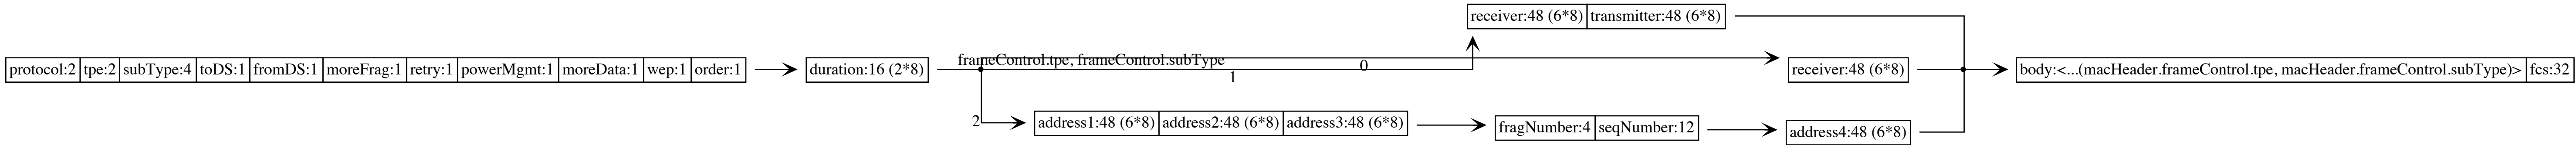 receiver:48 (6*8) transmitter:48 (6*8)
protocol:2 tpe:2 subType:4 toDS:1 fromDS:1 moreFrag:1 retry:1 powerMgmt:1 moreData:1 wep:1 order:1
duration:16 (2*8)
frameControl.tpe, frameControl.subType
0
1
receiver:48 (6*8)
body:<...(macHeader.frameControl.tpe, macHeader.frameControl.subType)> fcs:32
2
address1:48 (6*8) address2:48 (6*8) address3:48 (6*8)
fragNumber:4 seqNumber:12
address4:48 (6*8)